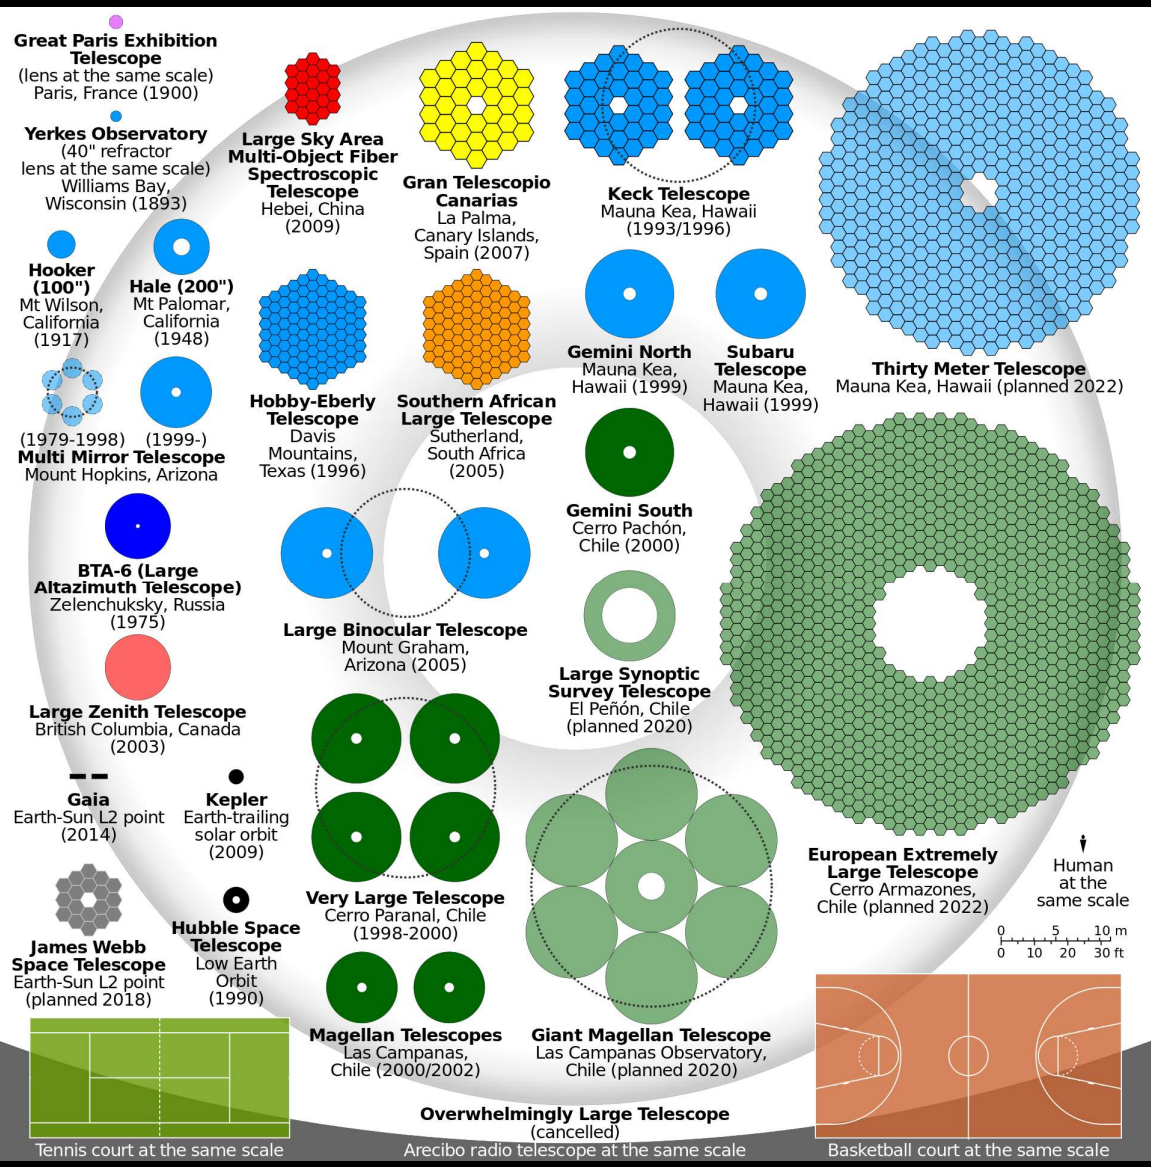 Great Paris Exhibition
Telescope
(lens at the same scale)
Paris, France (1900)
Yerkes Observatory
(40" refractor
lens at the same scale)
Williams Bay,
Wisconsin (1893)
Hooker
(100")
Mt Wilson,
California
(1917)
Hale (200")
Mt Palomar,
California
(1948)
(1979-1998) (1999-)
Multi Mirror Telescope
Mount Hopkins, Arizona
BTA-6 (Large
Altazimuth Telescope)
Zelenchuksky, Russia
(1975)
Large Zenith Telescope
British Columbia, Canada
(2003)
Gaia
Earth-Sun L2 point
(2014)
Kepler
Earth-trailing
solar orbit
(2009)
James Webb
Space Telescope
Earth-Sun L2 point
(planned 2018)
Hubble Space
Telescope
Low Earth
Orbit
(1990)
Large Sky Area
Multi-Object Fiber
Spectroscopic
Telescope
Hebei, China
(2009)
Gran Telescopio
Canarias
La Palma,
Canary Islands,
Spain (2007)
Keck Telescope
Mauna Kea, Hawaii
(1993/1996)
Hobby-Eberly
Telescope
Davis
Mountains,
Texas (1996)
Southern African
Large Telescope
Sutherland,
South Africa
(2005)
Gemini North
Mauna Kea,
Hawaii (1999)
Subaru
Telescope
Mauna Kea,
Hawaii (1999)
Thirty Meter Telescope
Mauna Kea, Hawaii (planned 2022)
Gemini South
Cerro Pachón,
Chile (2000)
Large Binocular Telescope
Mount Graham,
Arizona (2005)
Large Synoptic
Survey Telescope
El Peñón, Chile
(planned 2020)
Very Large Telescope
Cerro Paranal, Chile
(1998-2000)
Magellan Telescopes
Las Campanas,
Chile (2000/2002)
Giant Magellan Telescope
Las Campanas Observatory,
Chile (planned 2020)
European Extremely
Large Telescope
Cerro Armazones,
Chile (planned 2022)
Human
at the
same scale
0 5 10 m
0 10 20 30 ft
Overwhelmingly Large Telescope
(cancelled)
Tennis court at the same scale
Arecibo radio telescope at the same scale
Basketball court at the same scale